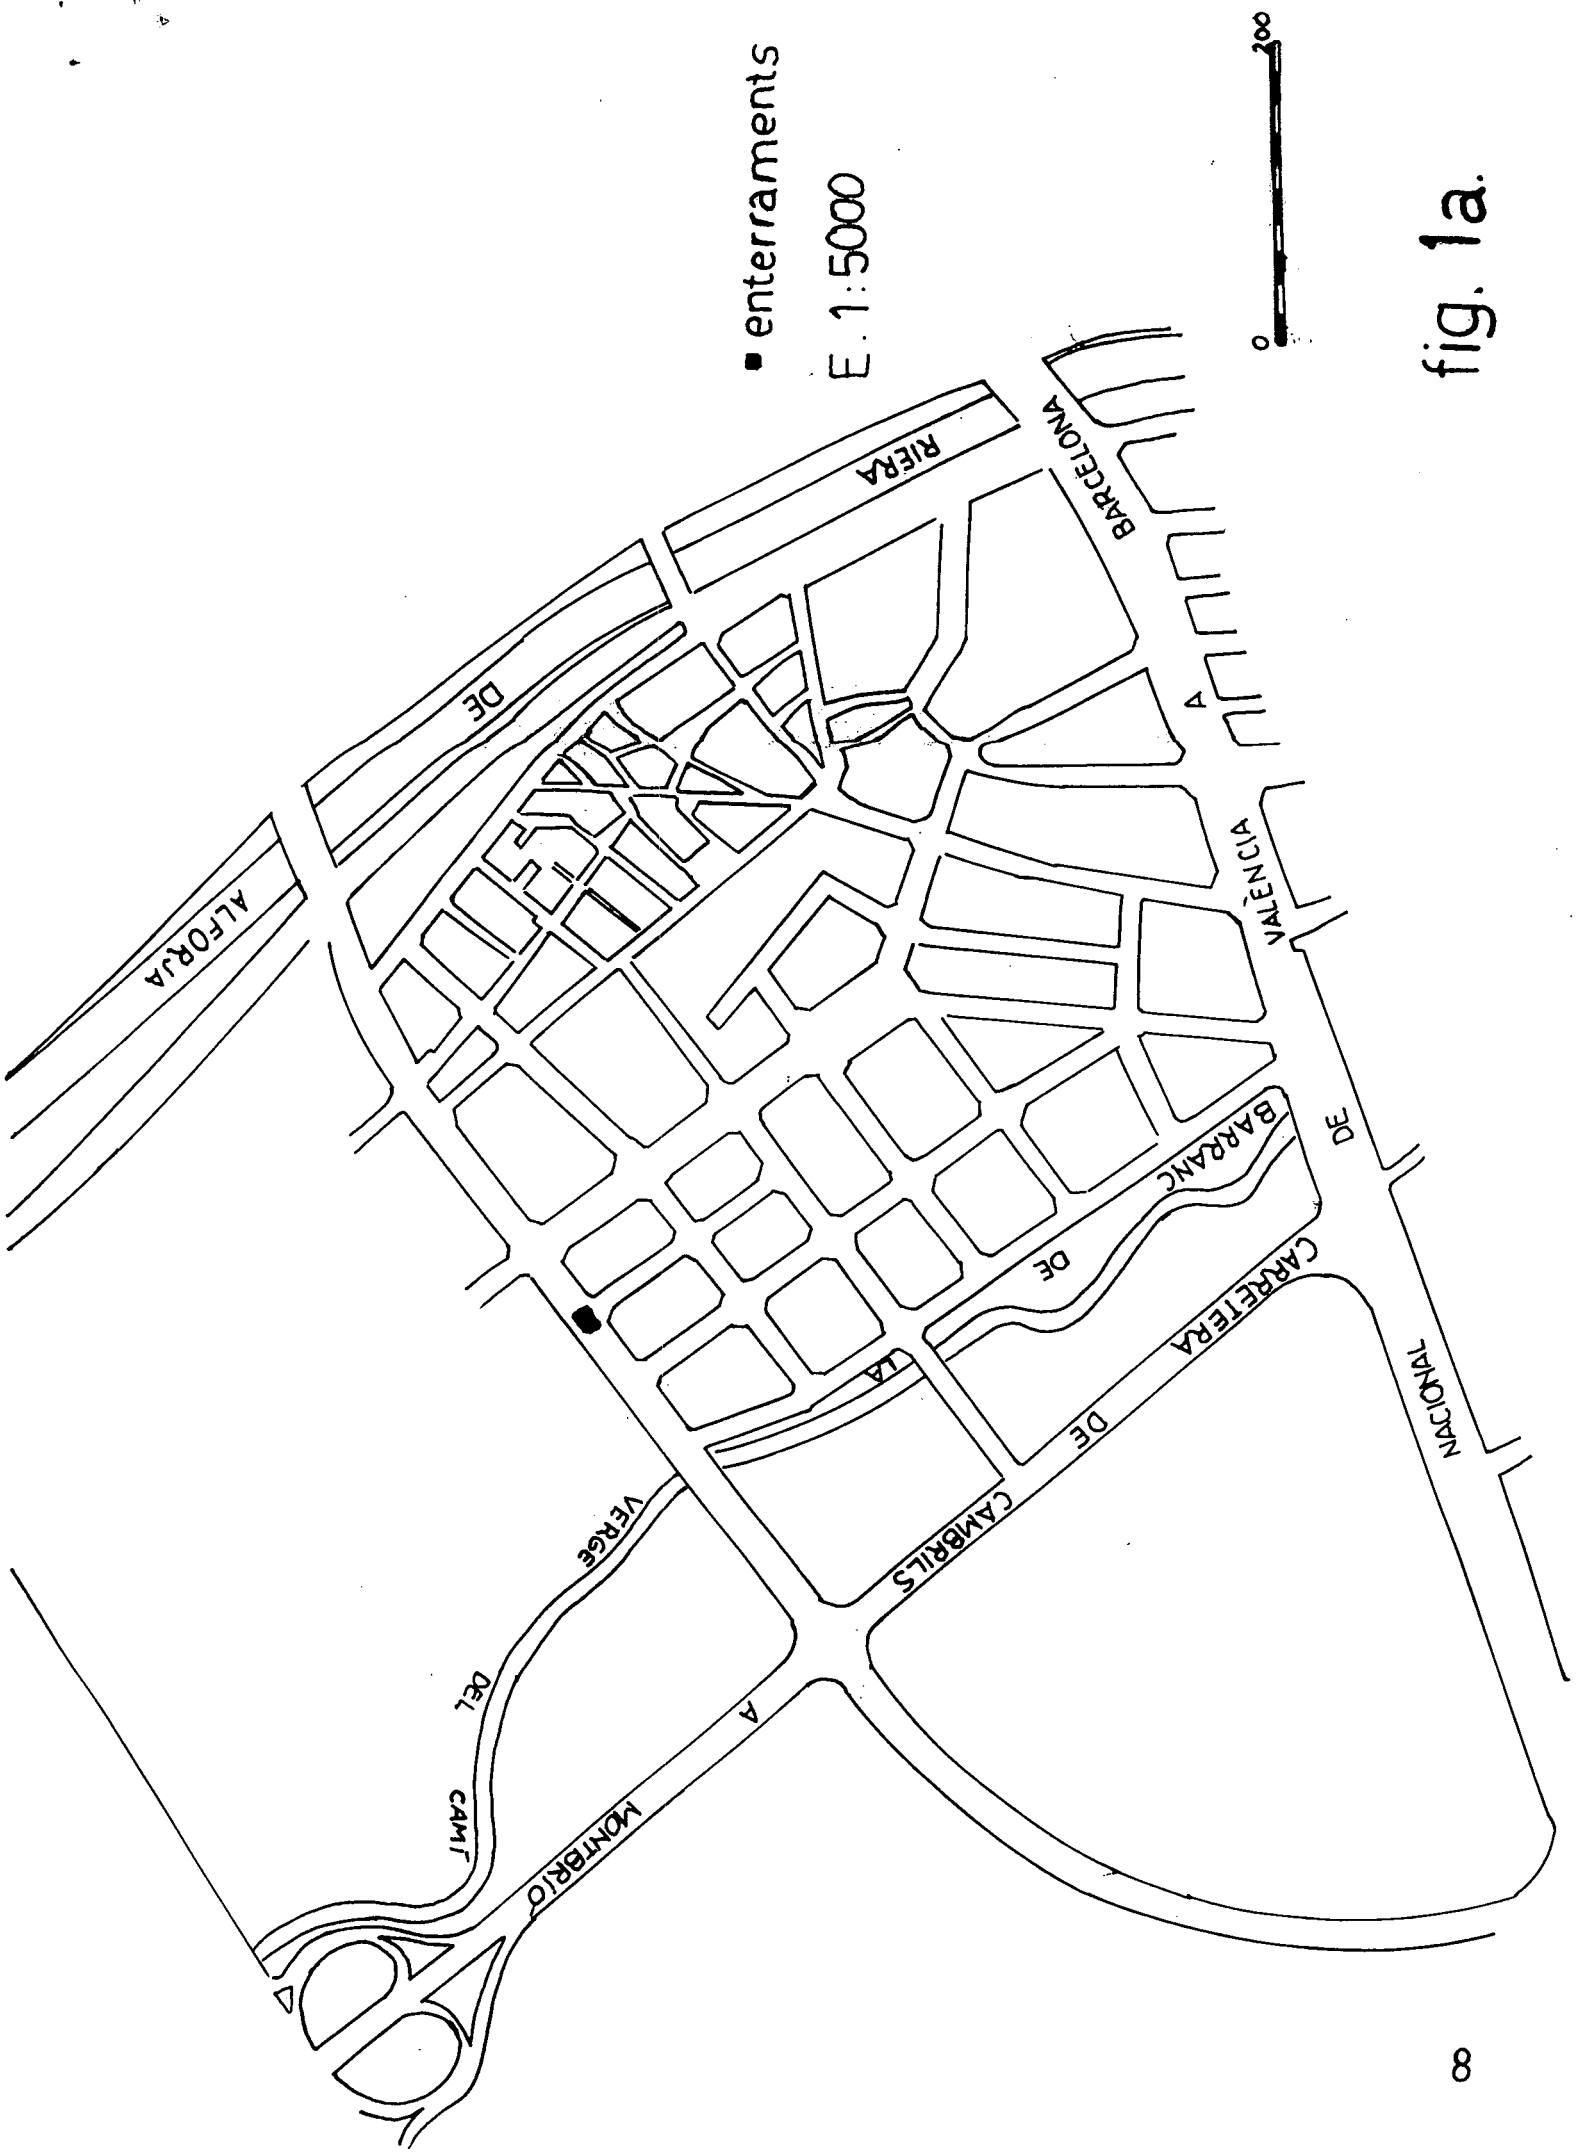 ■ enterraments
E. 1:5000
0 200
fig. 1a.
RIERA DE ALFORJA
BARCELONA A VALÈNCIA DE NACIONAL
BARRANC DE LA VERGE DEL CAMÍ
CARRETERA DE CAMBRILS A MONTBRIÓ
8